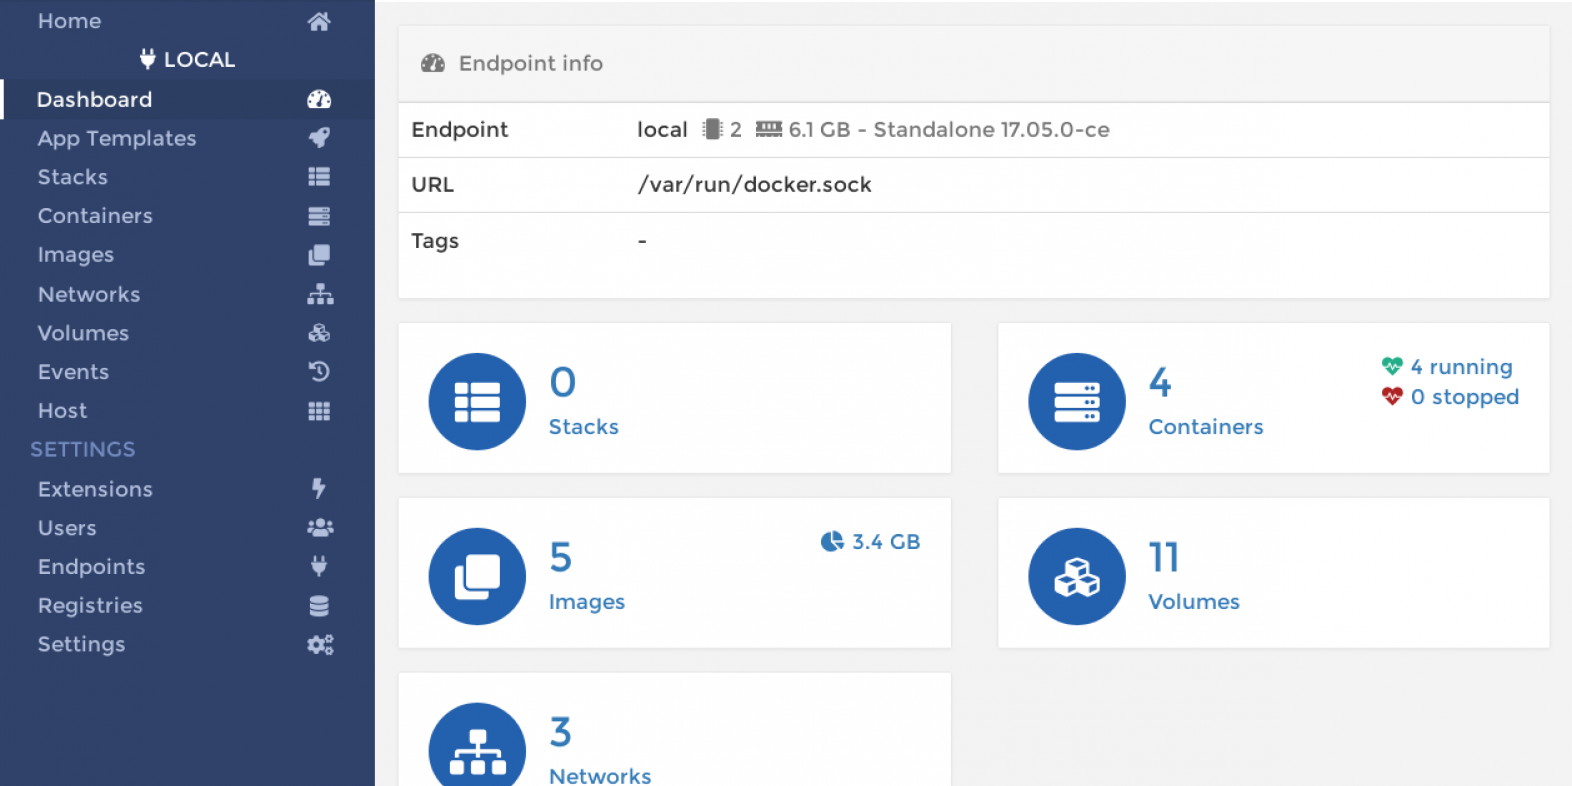 Home
LOCAL
Dashboard
App Templates
Stacks
Containers
Images
Networks
Volumes
Events
Host
SETTINGS
Extensions
Users
Endpoints
Registries
Settings
Endpoint info
Endpoint local 2 6.1 GB - Standalone 17.05.0-ce
URL /var/run/docker.sock
Tags -
0
Stacks
4
Containers
4 running
0 stopped
5
Images
3.4 GB
11
Volumes
3
Networks